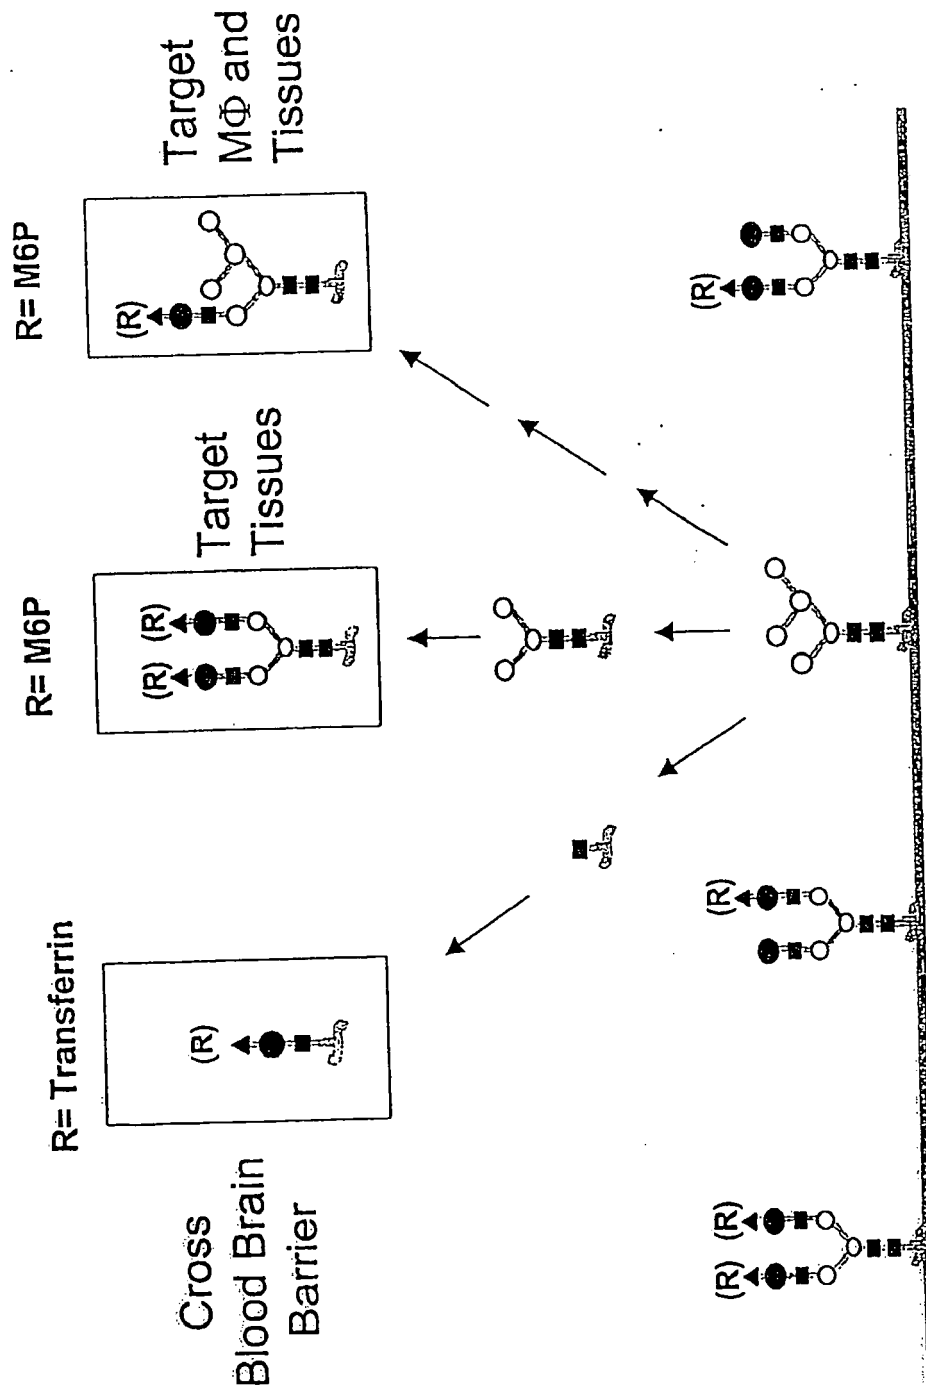 R= Transferrin
R= M6P
R= M6P
Cross
Blood Brain
Barrier
(R)
(R)
(R)
Target
Tissues
(R)
Target
MΦ and
Tissues
(R)
(R)
(R)
(R)